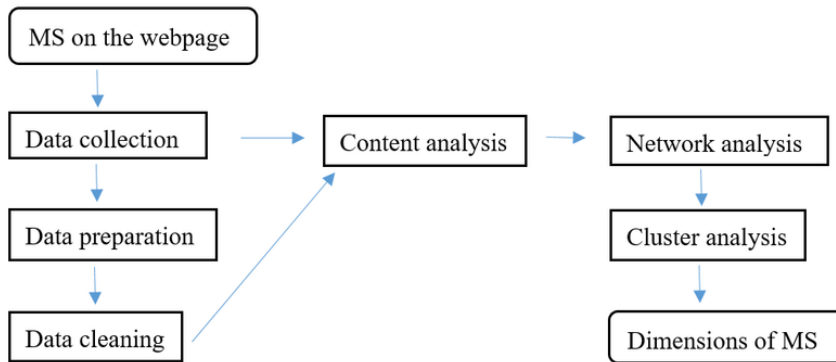 MS on the webpage
Data collection
Content analysis
Network analysis
Data preparation
Cluster analysis
Data cleaning
Dimensions of MS